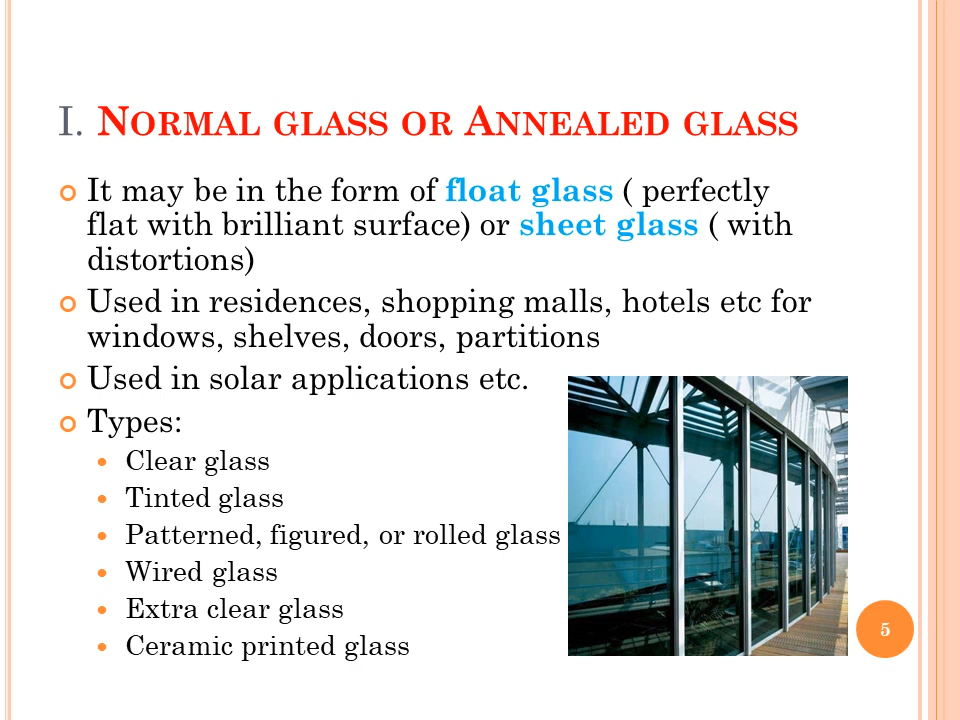 I. NORMAL GLASS OR ANNEALED GLASS
It may be in the form of float glass ( perfectly
flat with brilliant surface) or sheet glass ( with
distortions)
Used in residences, shopping malls, hotels etc for
windows, shelves, doors, partitions
Used in solar applications etc.
Types:
Clear glass
Tinted glass
Patterned, figured, or rolled glass
Wired glass
Extra clear glass
Ceramic printed glass
5